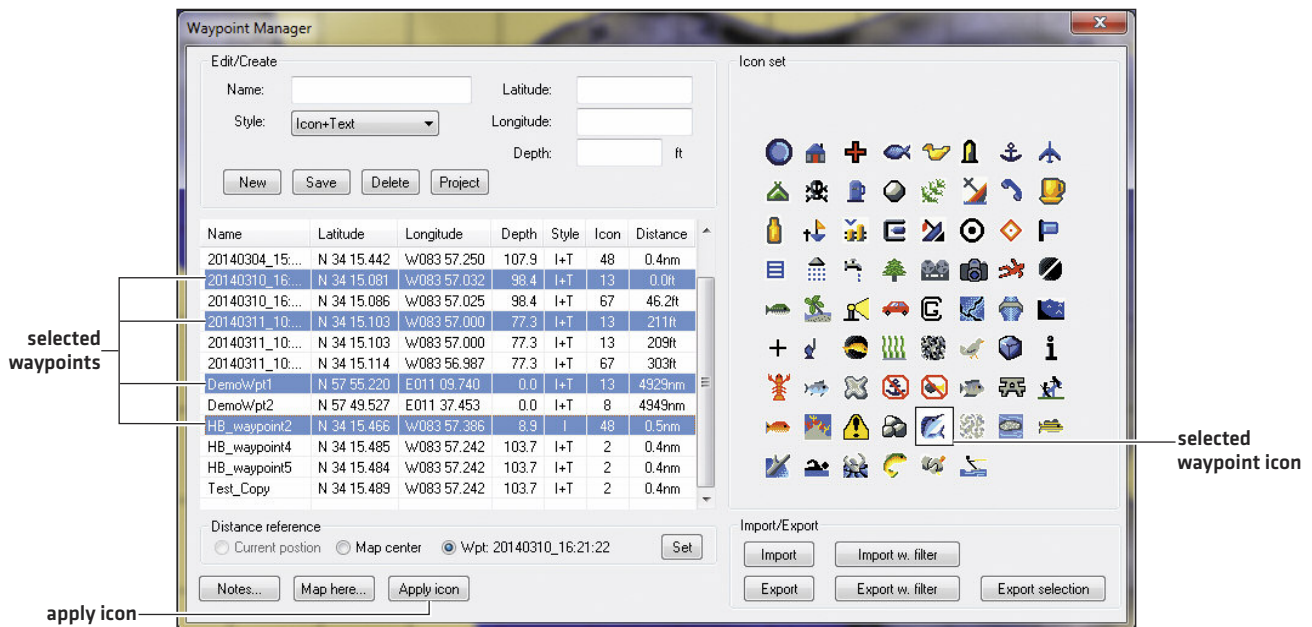 Waypoint Manager
X
Edit/Create
Name:
Latitude:
Style: Icon+Text
Longitude:
Depth: ft
New Save Delete Project
Name Latitude Longitude Depth Style Icon Distance
20140304_15:... N 34 15.442 W083 57.250 107.9 I+T 48 0.4nm
20140310_16:... N 34 15.081 W083 57.032 98.4 I+T 13 0.0ft
20140310_16:... N 34 15.086 W083 57.025 98.4 I+T 67 46.2ft
20140311_10:... N 34 15.103 W083 57.000 77.3 I+T 13 211ft
20140311_10:... N 34 15.103 W083 57.000 77.3 I+T 13 209ft
20140311_10:... N 34 15.114 W083 56.987 77.3 I+T 67 303ft
DemoWpt1 N 57 55.220 E011 09.740 0.0 I+T 13 4929nm
DemoWpt2 N 57 49.527 E011 37.453 0.0 I+T 8 4949nm
HB_waypoint2 N 34 15.466 W083 57.386 8.9 I 48 0.5nm
HB_waypoint4 N 34 15.485 W083 57.242 103.7 I+T 2 0.4nm
HB_waypoint5 N 34 15.484 W083 57.242 103.7 I+T 2 0.4nm
Test_Copy N 34 15.489 W083 57.242 103.7 I+T 2 0.4nm
Distance reference
Current postion Map center Wpt: 20140310_16:21:22 Set
Notes... Map here... Apply icon
Icon set
Import/Export
Import Import w. filter
Export Export w. filter Export selection
selected
waypoints
apply icon
selected
waypoint icon